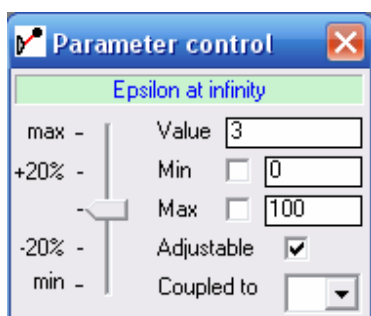 Parameter control
Epsilon at infinity
max - Value 3
+20% - Min 0
- Max 100
-20% - Adjustable
min - Coupled to